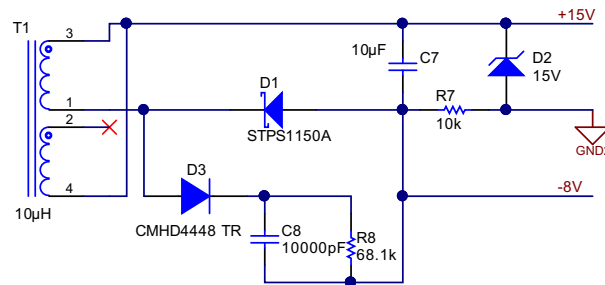 T1
3
1
2
4
10µH
+15V
10µF
C7
D2
15V
D1
STPS1150A
R7
10k
GND2
-8V
D3
CMHD4448 TR
C8
10000pF
R8
68.1k